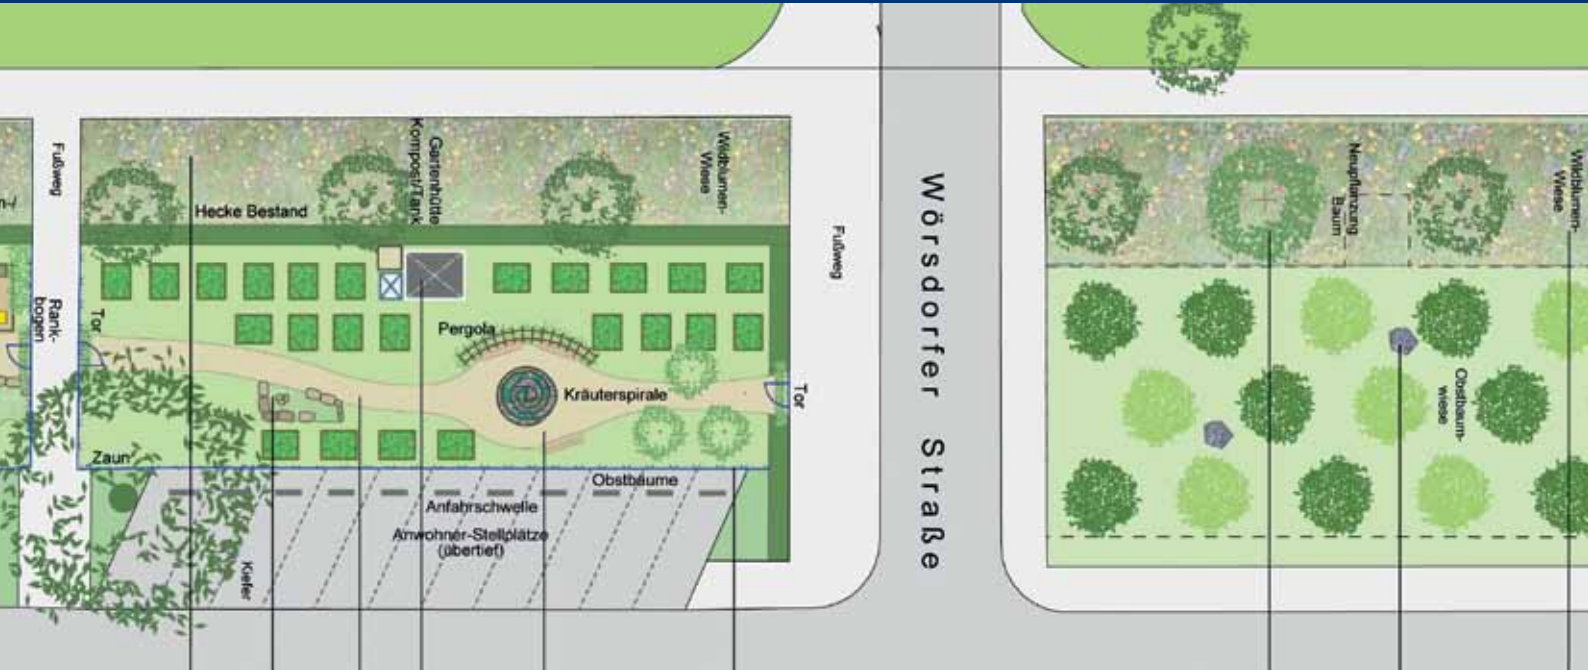 Fußweg
Rank-
bogen
Tor
Zaun
Hecke Bestand
Gartenhütte
Kompost/Tank
Wildblumen-
Wiese
Pergola
Kräuterspirale
Tor
Obstbäume
Anfahrschwelle
Anwohner-Stellplätze
(übertief)
Kiefer
Fußweg
Wörsdorfer Straße
Neupflanzung
Baum
Wildblumen-
Wiese
Obstbaum-
wiese